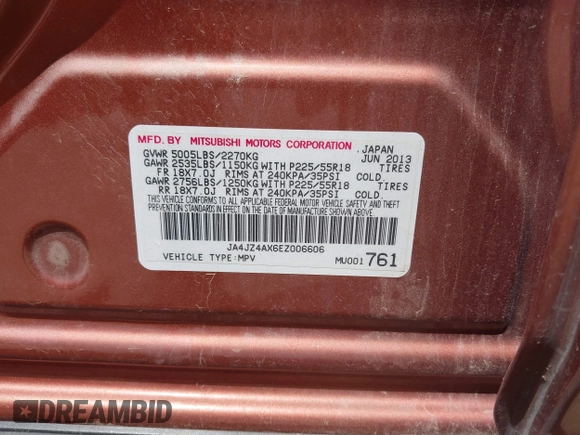 MFD. BY MITSUBISHI MOTORS CORPORATION JAPAN
GVWR 5005LBS/2270KG JUN 2013
GAWR 2535LBS/1150KG WITH P225/55R18 TIRES
FR 18X7.0J RIMS AT 240KPA/35PSI COLD.
GAWR 2756LBS/1250KG WITH P225/55R18 TIRES
RR 18X7.0J RIMS AT 240KPA/35PSI COLD.
THIS VEHICLE CONFORMS TO ALL APPLICABLE FEDERAL MOTOR VEHICLE SAFETY AND THEFT
PREVENTION STANDARDS IN EFFECT ON THE DATE OF MANUFACTURE SHOWN ABOVE.
JA4JZ4AX6EZ006606
VEHICLE TYPE:MPV MU001761
DREAMBID